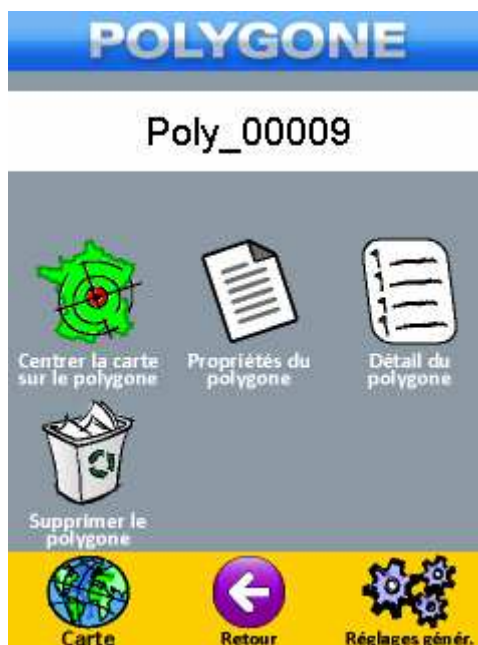 POLYGONE
Poly_00009
Centrer la carte
sur le polygone
Propriétés du
polygone
Détail du
polygone
Supprimer le
polygone
Carte
Retour
Réglages génér.